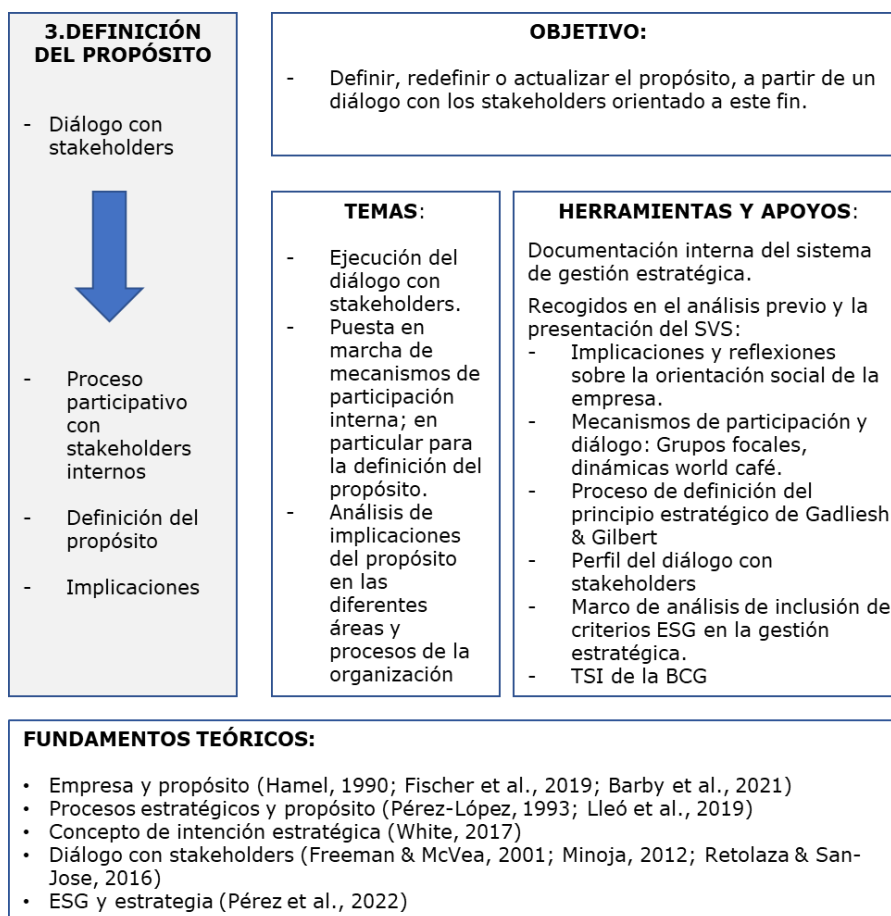 3.DEFINICIÓN
DEL PROPÓSITO
- Diálogo con
stakeholders
- Proceso
participativo
con
stakeholders
internos
- Definición del
propósito
- Implicaciones
OBJETIVO:
- Definir, redefinir o actualizar el propósito, a partir de un
diálogo con los stakeholders orientado a este fin.
TEMAS:
- Ejecución del
diálogo con
stakeholders.
- Puesta en
marcha de
mecanismos de
participación
interna; en
particular para
la definición del
propósito.
- Análisis de
implicaciones
del propósito
en las
diferentes
áreas y
procesos de la
organización
HERRAMIENTAS Y APOYOS:
Documentación interna del sistema
de gestión estratégica.
Recogidos en el análisis previo y la
presentación del SVS:
- Implicaciones y reflexiones
sobre la orientación social de la
empresa.
- Mecanismos de participación y
diálogo: Grupos focales,
dinámicas world café.
- Proceso de definición del
principio estratégico de Gadliesh
& Gilbert
- Perfil del diálogo con
stakeholders
- Marco de análisis de inclusión de
criterios ESG en la gestión
estratégica.
- TSI de la BCG
FUNDAMENTOS TEÓRICOS:
• Empresa y propósito (Hamel, 1990; Fischer et al., 2019; Barby et al., 2021)
• Procesos estratégicos y propósito (Pérez-López, 1993; Lleó et al., 2019)
• Concepto de intención estratégica (White, 2017)
• Diálogo con stakeholders (Freeman & McVea, 2001; Minoja, 2012; Retolaza & San-
Jose, 2016)
• ESG y estrategia (Pérez et al., 2022)